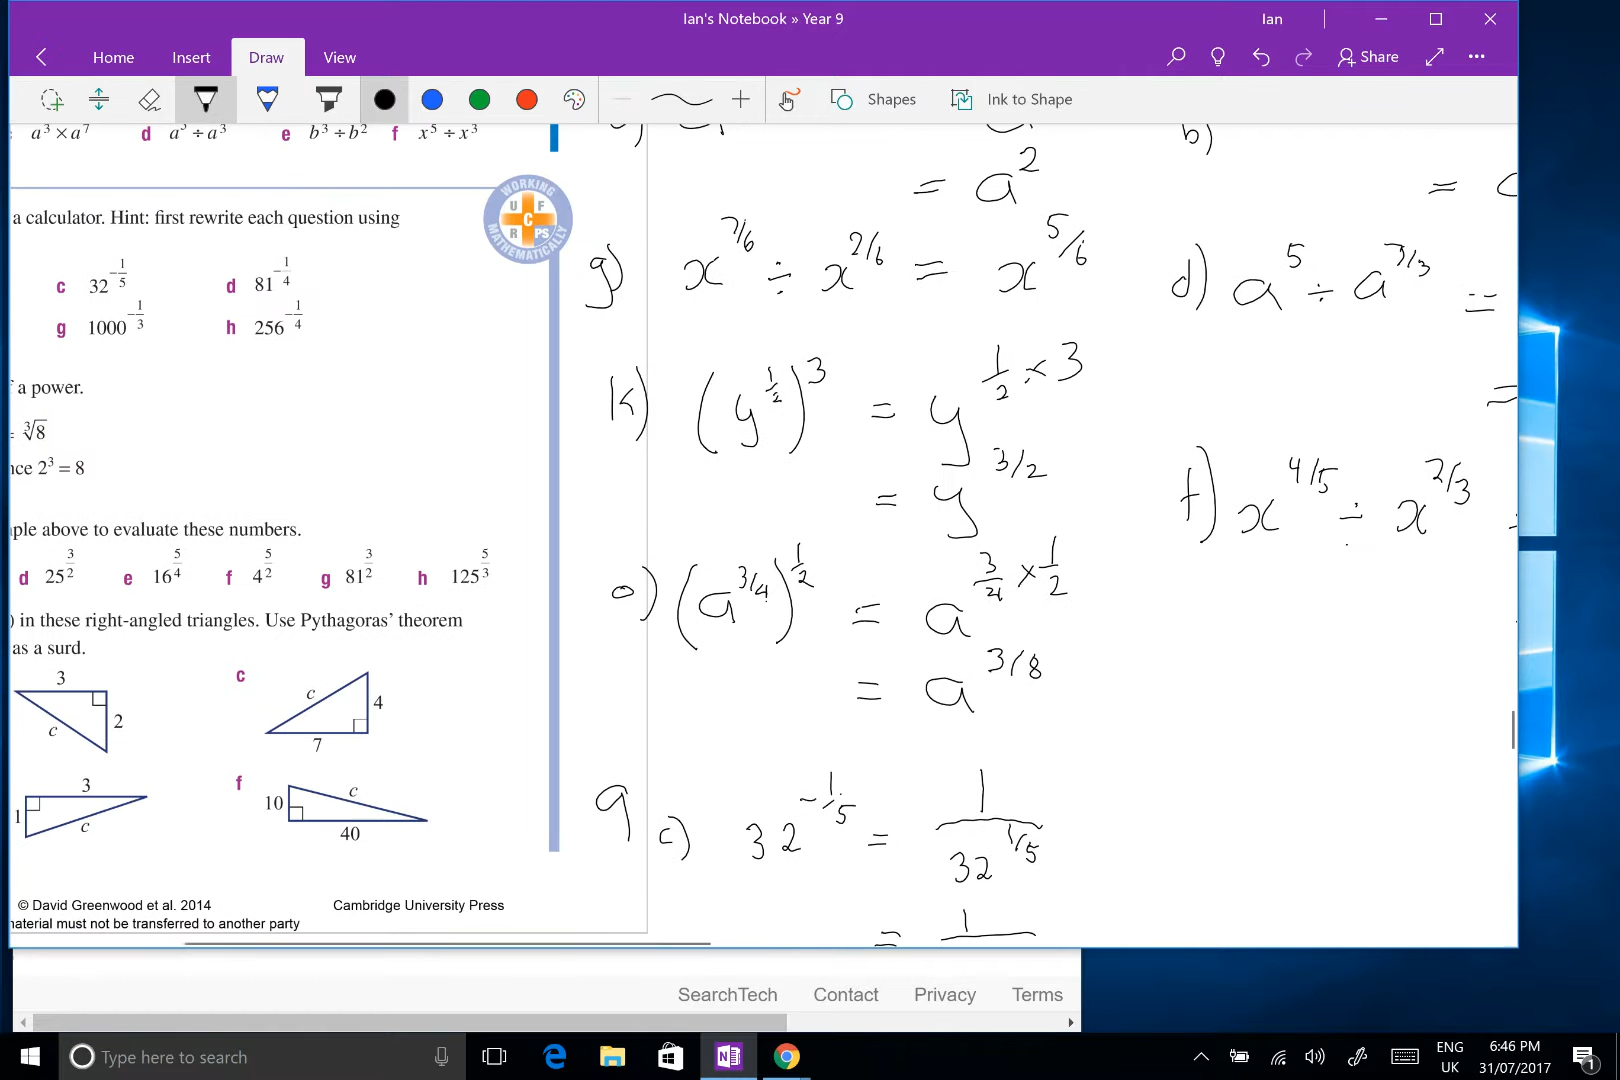 Ian's Notebook » Year 9
Ian
Home Insert Draw View
Share
Shapes Ink to Shape
a³ × a⁷ d a⁵ ÷ a³ e b³ ÷ b² f x⁵ ÷ x³
a calculator. Hint: first rewrite each question using
WORKING
U F
C
R PS
MATHEMATICALLY
c 32^(-1/5) d 81^(-1/4)
g 1000^(-1/3) h 256^(-1/4)
f a power.
= ∛8
nce 2³ = 8
ple above to evaluate these numbers.
d 25^(3/2) e 16^(5/4) f 4^(5/2) g 81^(3/2) h 125^(5/3)
) in these right-angled triangles. Use Pythagoras' theorem
as a surd.
3
2
c
c
c
4
7
3
1
c
f
10
c
40
© David Greenwood et al. 2014 Cambridge University Press
material must not be transferred to another party
b)
= a²
=
g) x^(7/6) ÷ x^(2/6) = x^(5/6)
d) a⁵ ÷ a^(7/3) =
k) (y^(1/2))³ = y^(1/2 × 3)
=
= y^(3/2)
f) x^(4/5) ÷ x^(2/3)
o) (a^(3/4))^(1/2) = a^(3/4 × 1/2)
= a^(3/8)
9 c) 32^(-1/5) = 1/32^(1/5)
= 1
SearchTech Contact Privacy Terms
Type here to search
ENG
UK
6:46 PM
31/07/2017
1